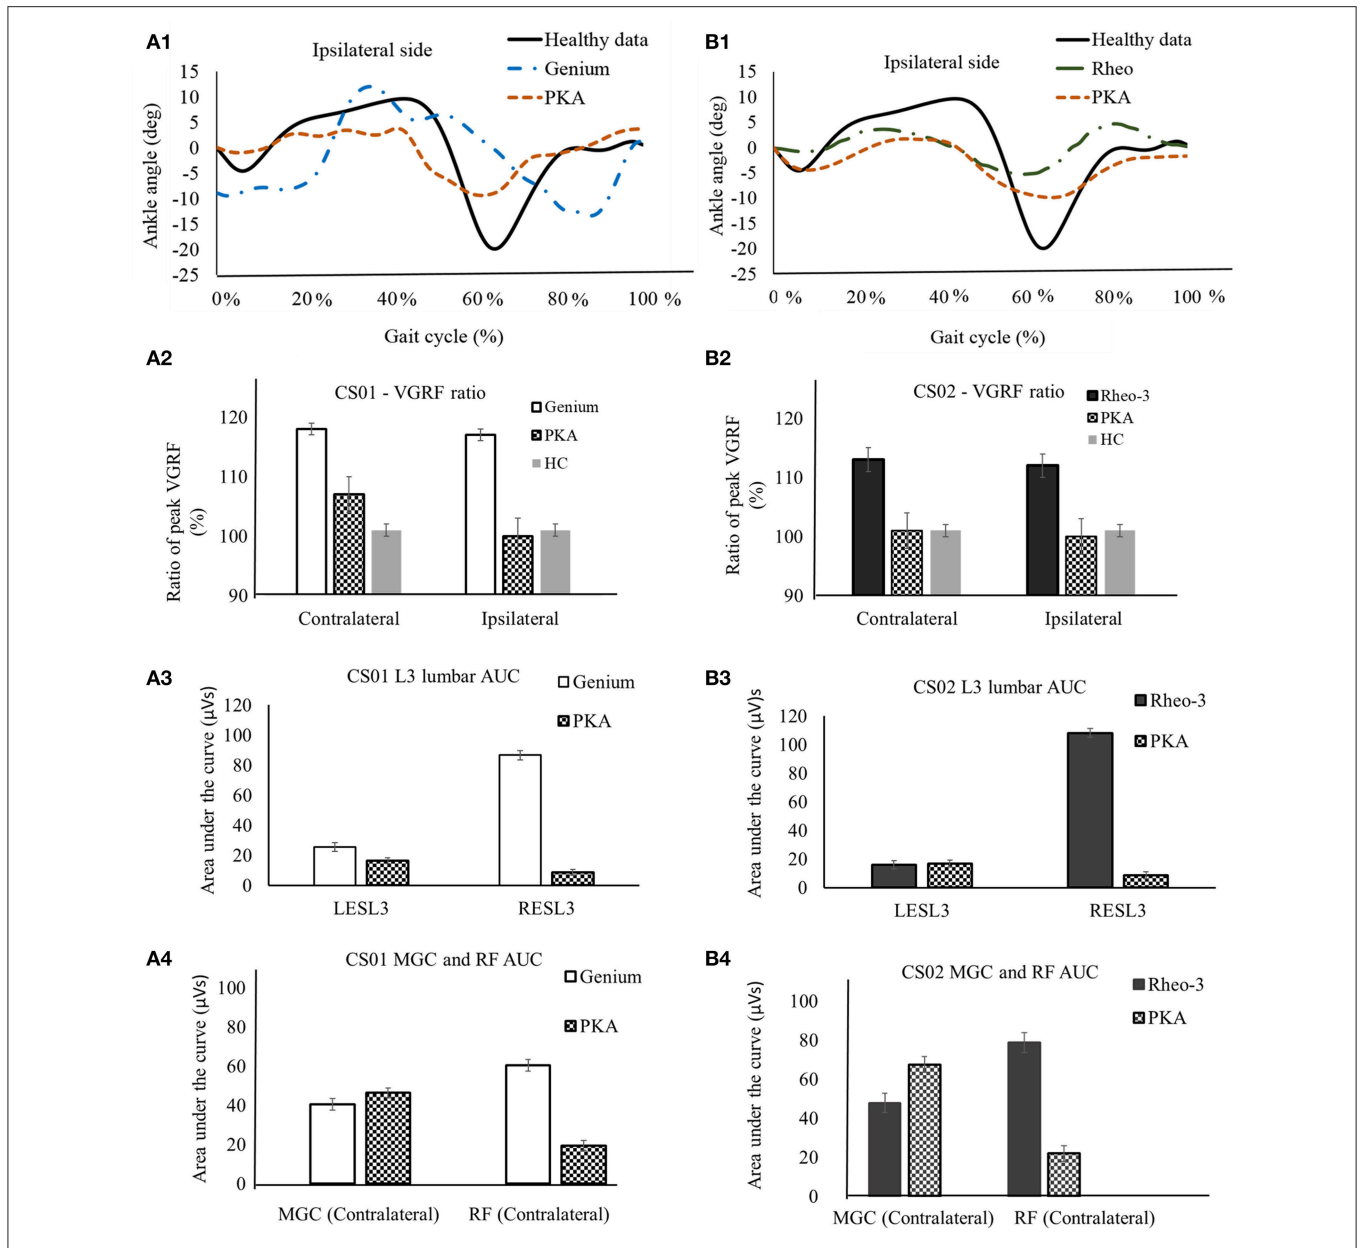 A1
Ipsilateral side
Healthy data
Genium
PKA
15
10
5
0
-5
-10
-15
-20
-25
Ankle angle (deg)
0% 20 % 40 % 60 % 80 % 100 %
Gait cycle (%)
B1
Ipsilateral side
Healthy data
Rheo
PKA
15
10
5
0
-5
-10
-15
-20
-25
Ankle angle (deg)
0 % 20 % 40 % 60 % 80 % 100 %
Gait cycle (%)
A2
CS01 - VGRF ratio
Genium
PKA
HC
120
110
100
90
Ratio of peak VGRF
(%)
Contralateral Ipsilateral
B2
CS02 - VGRF ratio
Rheo-3
PKA
HC
120
110
100
90
Ratio of peak VGRF
(%)
Contralateral Ipsilateral
A3
CS01 L3 lumbar AUC
Genium
PKA
120
100
80
60
40
20
0
Area under the curve (μVs)
LESL3 RESL3
B3
CS02 L3 lumbar AUC
Rheo-3
PKA
120
100
80
60
40
20
0
Area under the curve (μV)s
LESL3 RESL3
A4
CS01 MGC and RF AUC
Genium
PKA
100
80
60
40
20
0
Area under the curve (μVs)
MGC (Contralateral) RF (Contralateral)
B4
CS02 MGC and RF AUC
Rheo-3
PKA
100
80
60
40
20
0
Area under the curve (μVs)
MGC (Contralateral) RF (Contralateral)